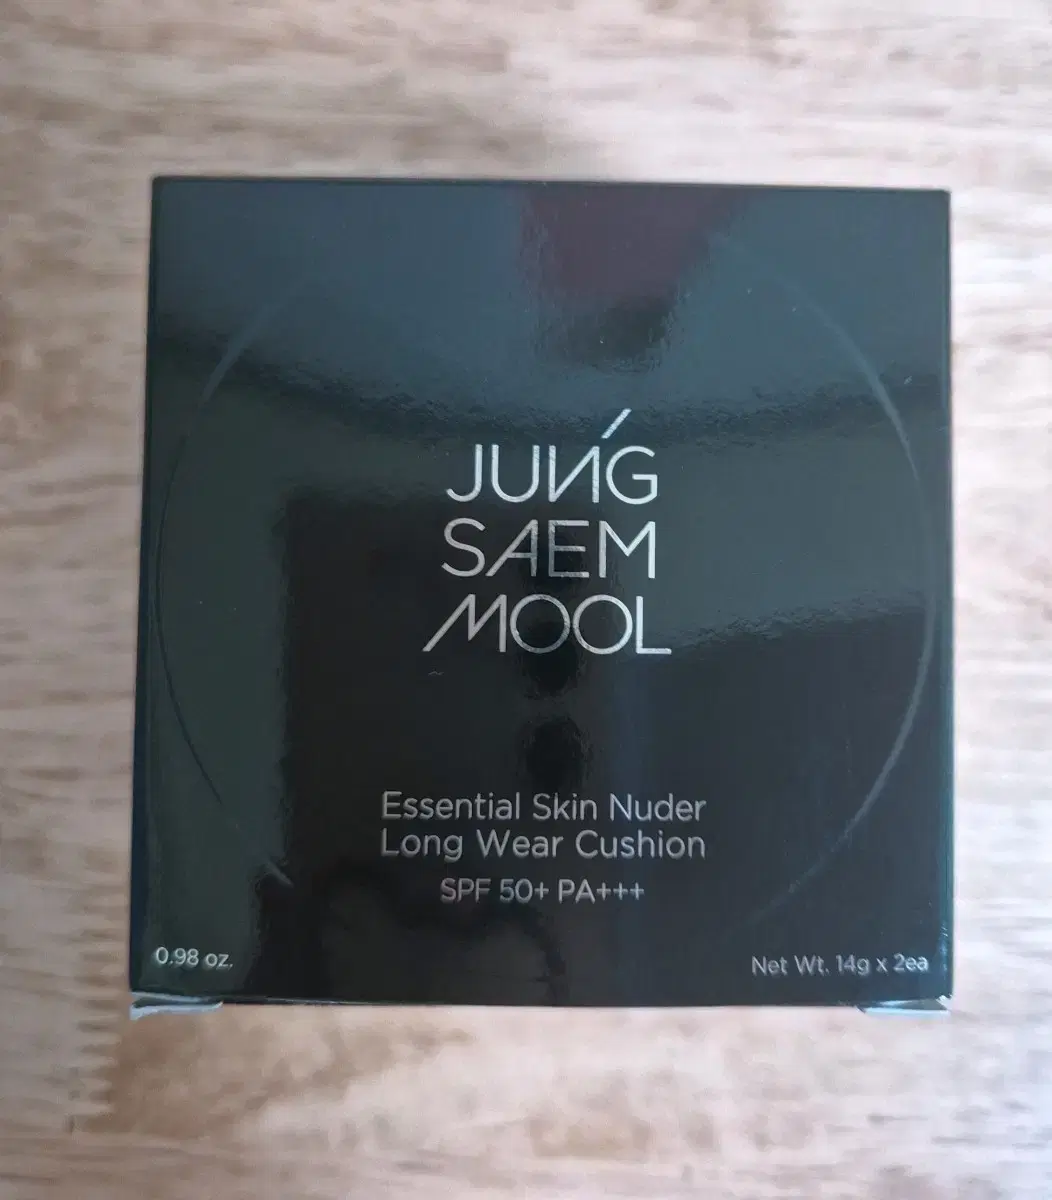 JUNG
SAEM
MOOL
Essential Skin Nuder
Long Wear Cushion
SPF 50+ PA+++
0.98 oz.
Net Wt. 14g x 2ea